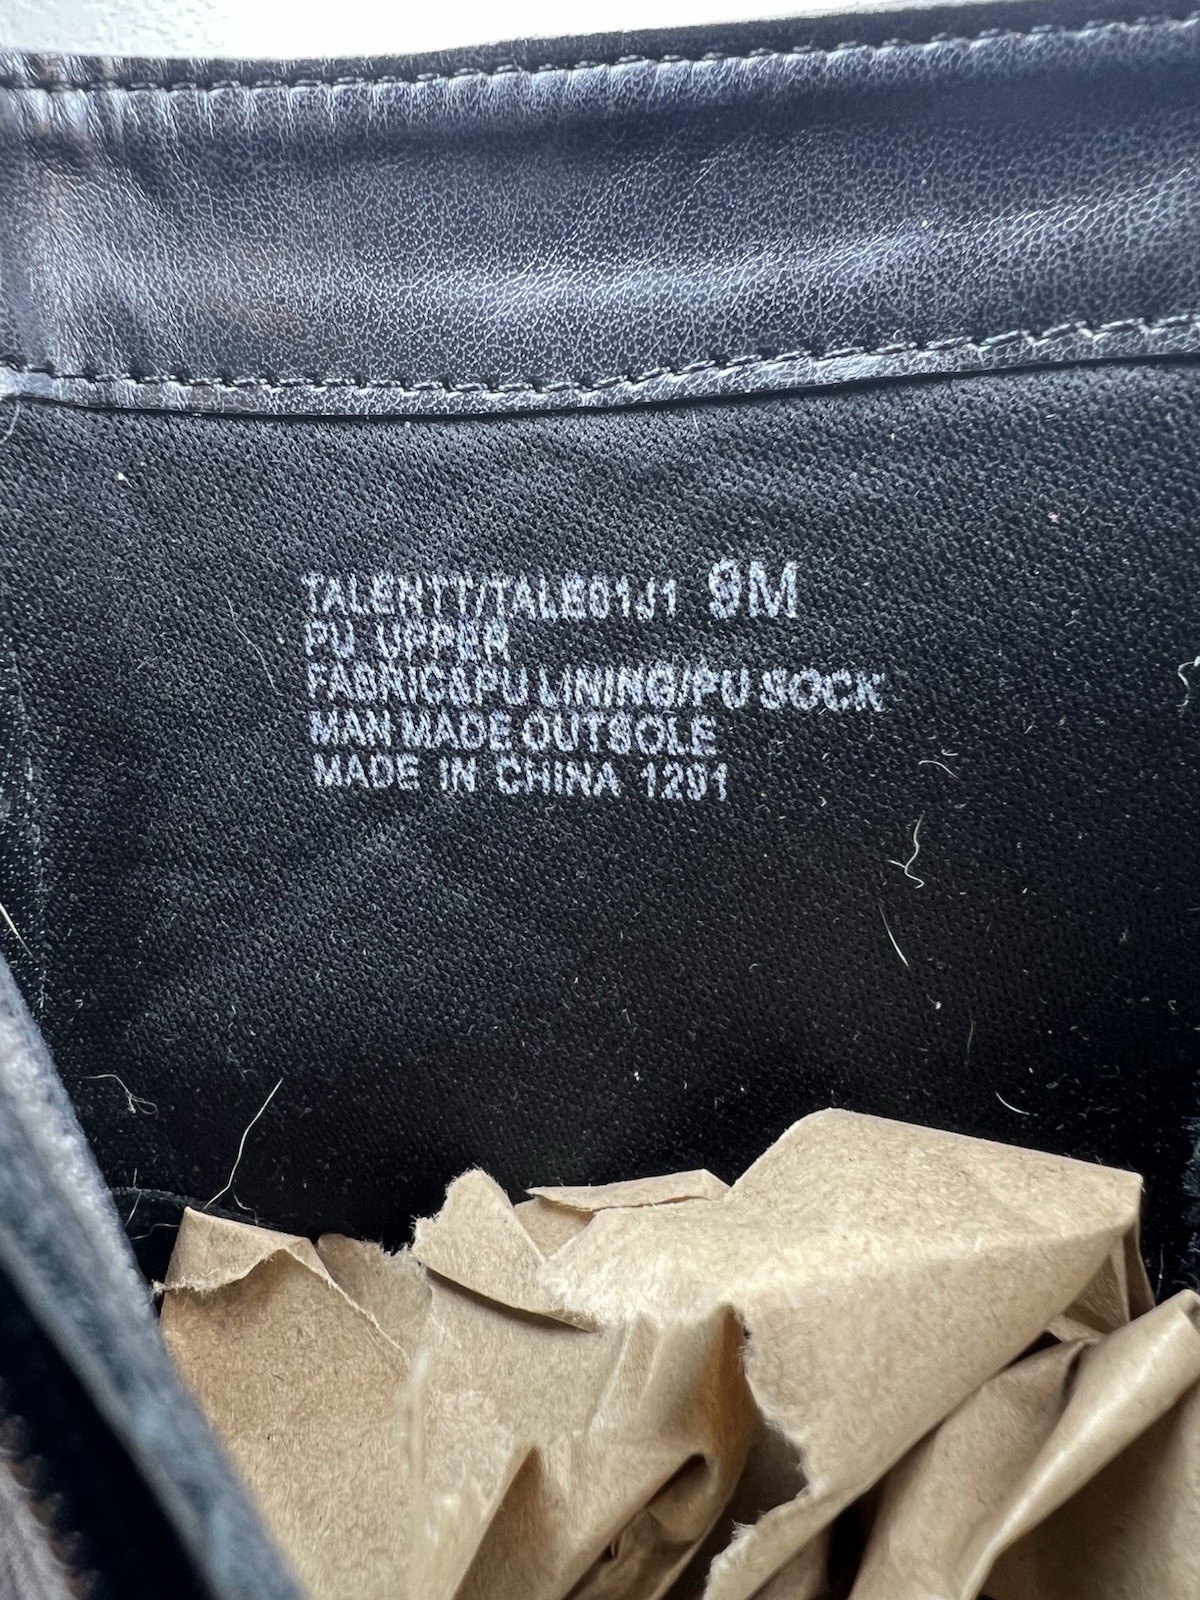 TALENTT/TALE01J1 9M
PU UPPER
FABRIC&PU LINING/PU SOCK
MAN MADE OUTSOLE
MADE IN CHINA 1291